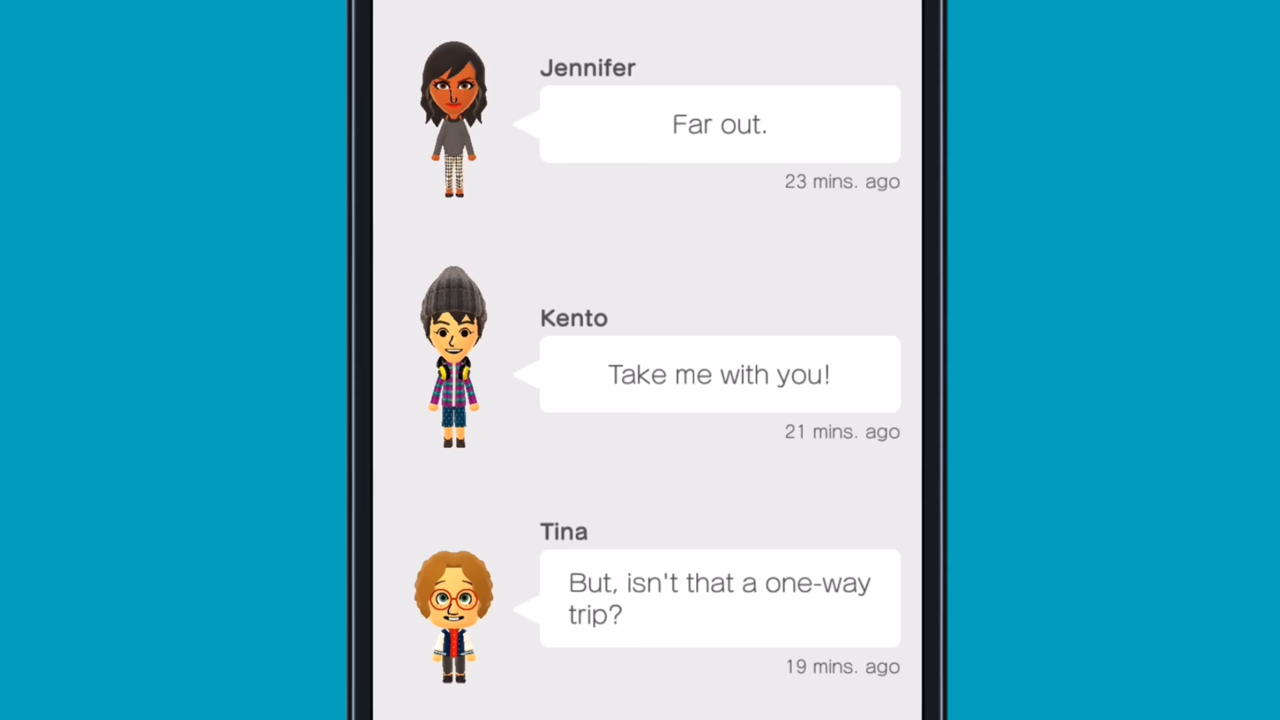 Jennifer
Far out.
23 mins. ago
Kento
Take me with you!
21 mins. ago
Tina
But, isn't that a one-way
trip?
19 mins. ago